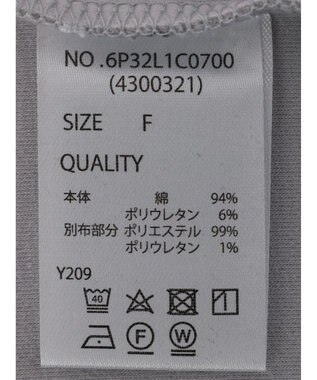 NO .6P32L1C0700
(4300321)
SIZE F
QUALITY
本体 綿 94%
ポリウレタン 6%
別布部分 ポリエステル 99%
ポリウレタン 1%
Y209
40
F W